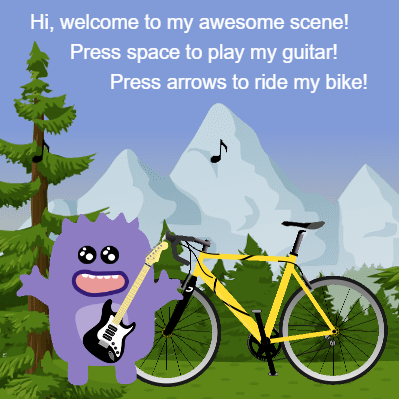 Hi, welcome to my awesome scene!
Press space to play my guitar!
Press arrows to ride my bike!